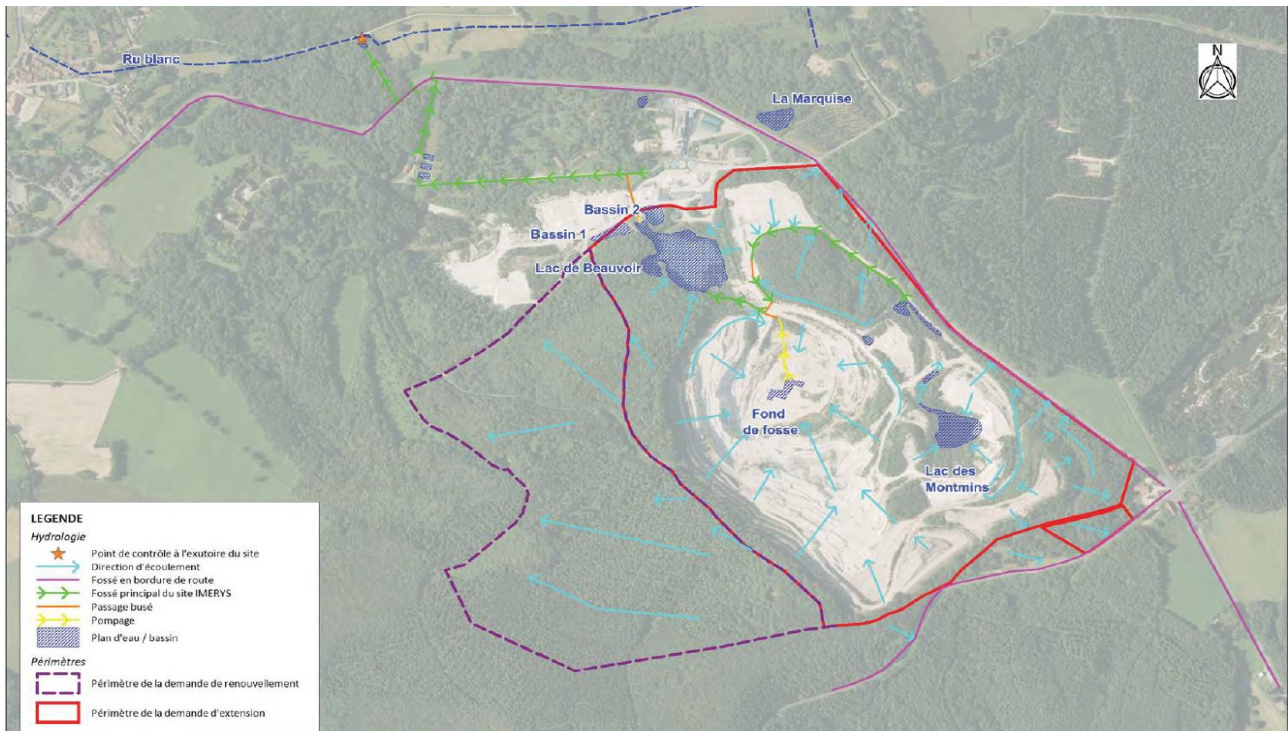 N
Ru blanc
La Marquise
Bassin 2
Bassin 1
Lac de Beauvoir
Fond
de fosse
Lac des
Montmins
LEGENDE
Hydrologie
Point de contrôle à l'exutoire du site
Direction d'écoulement
Fossé en bordure de route
Fossé principal du site IMERYS
Passage busé
Pompage
Plan d'eau / bassin
Périmètres
Périmètre de la demande de renouvellement
Périmètre de la demande d'extension